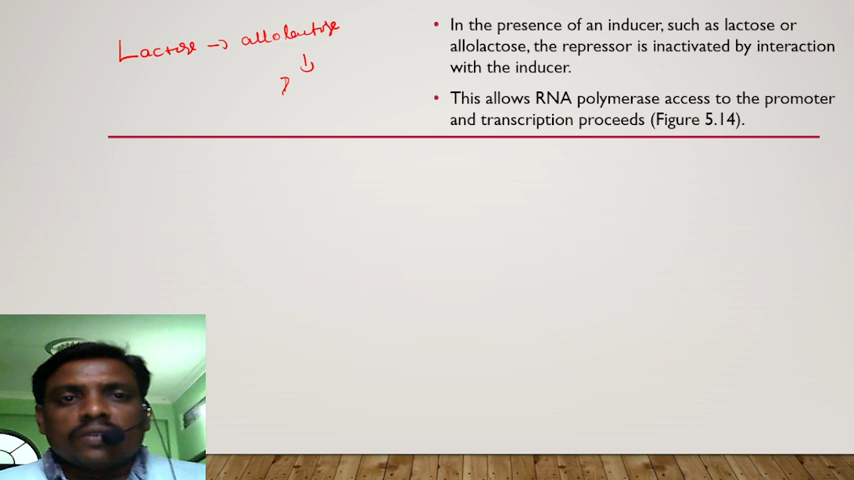 Lactose → allolactose
• In the presence of an inducer, such as lactose or
allolactose, the repressor is inactivated by interaction
with the inducer.
• This allows RNA polymerase access to the promoter
and transcription proceeds (Figure 5.14).